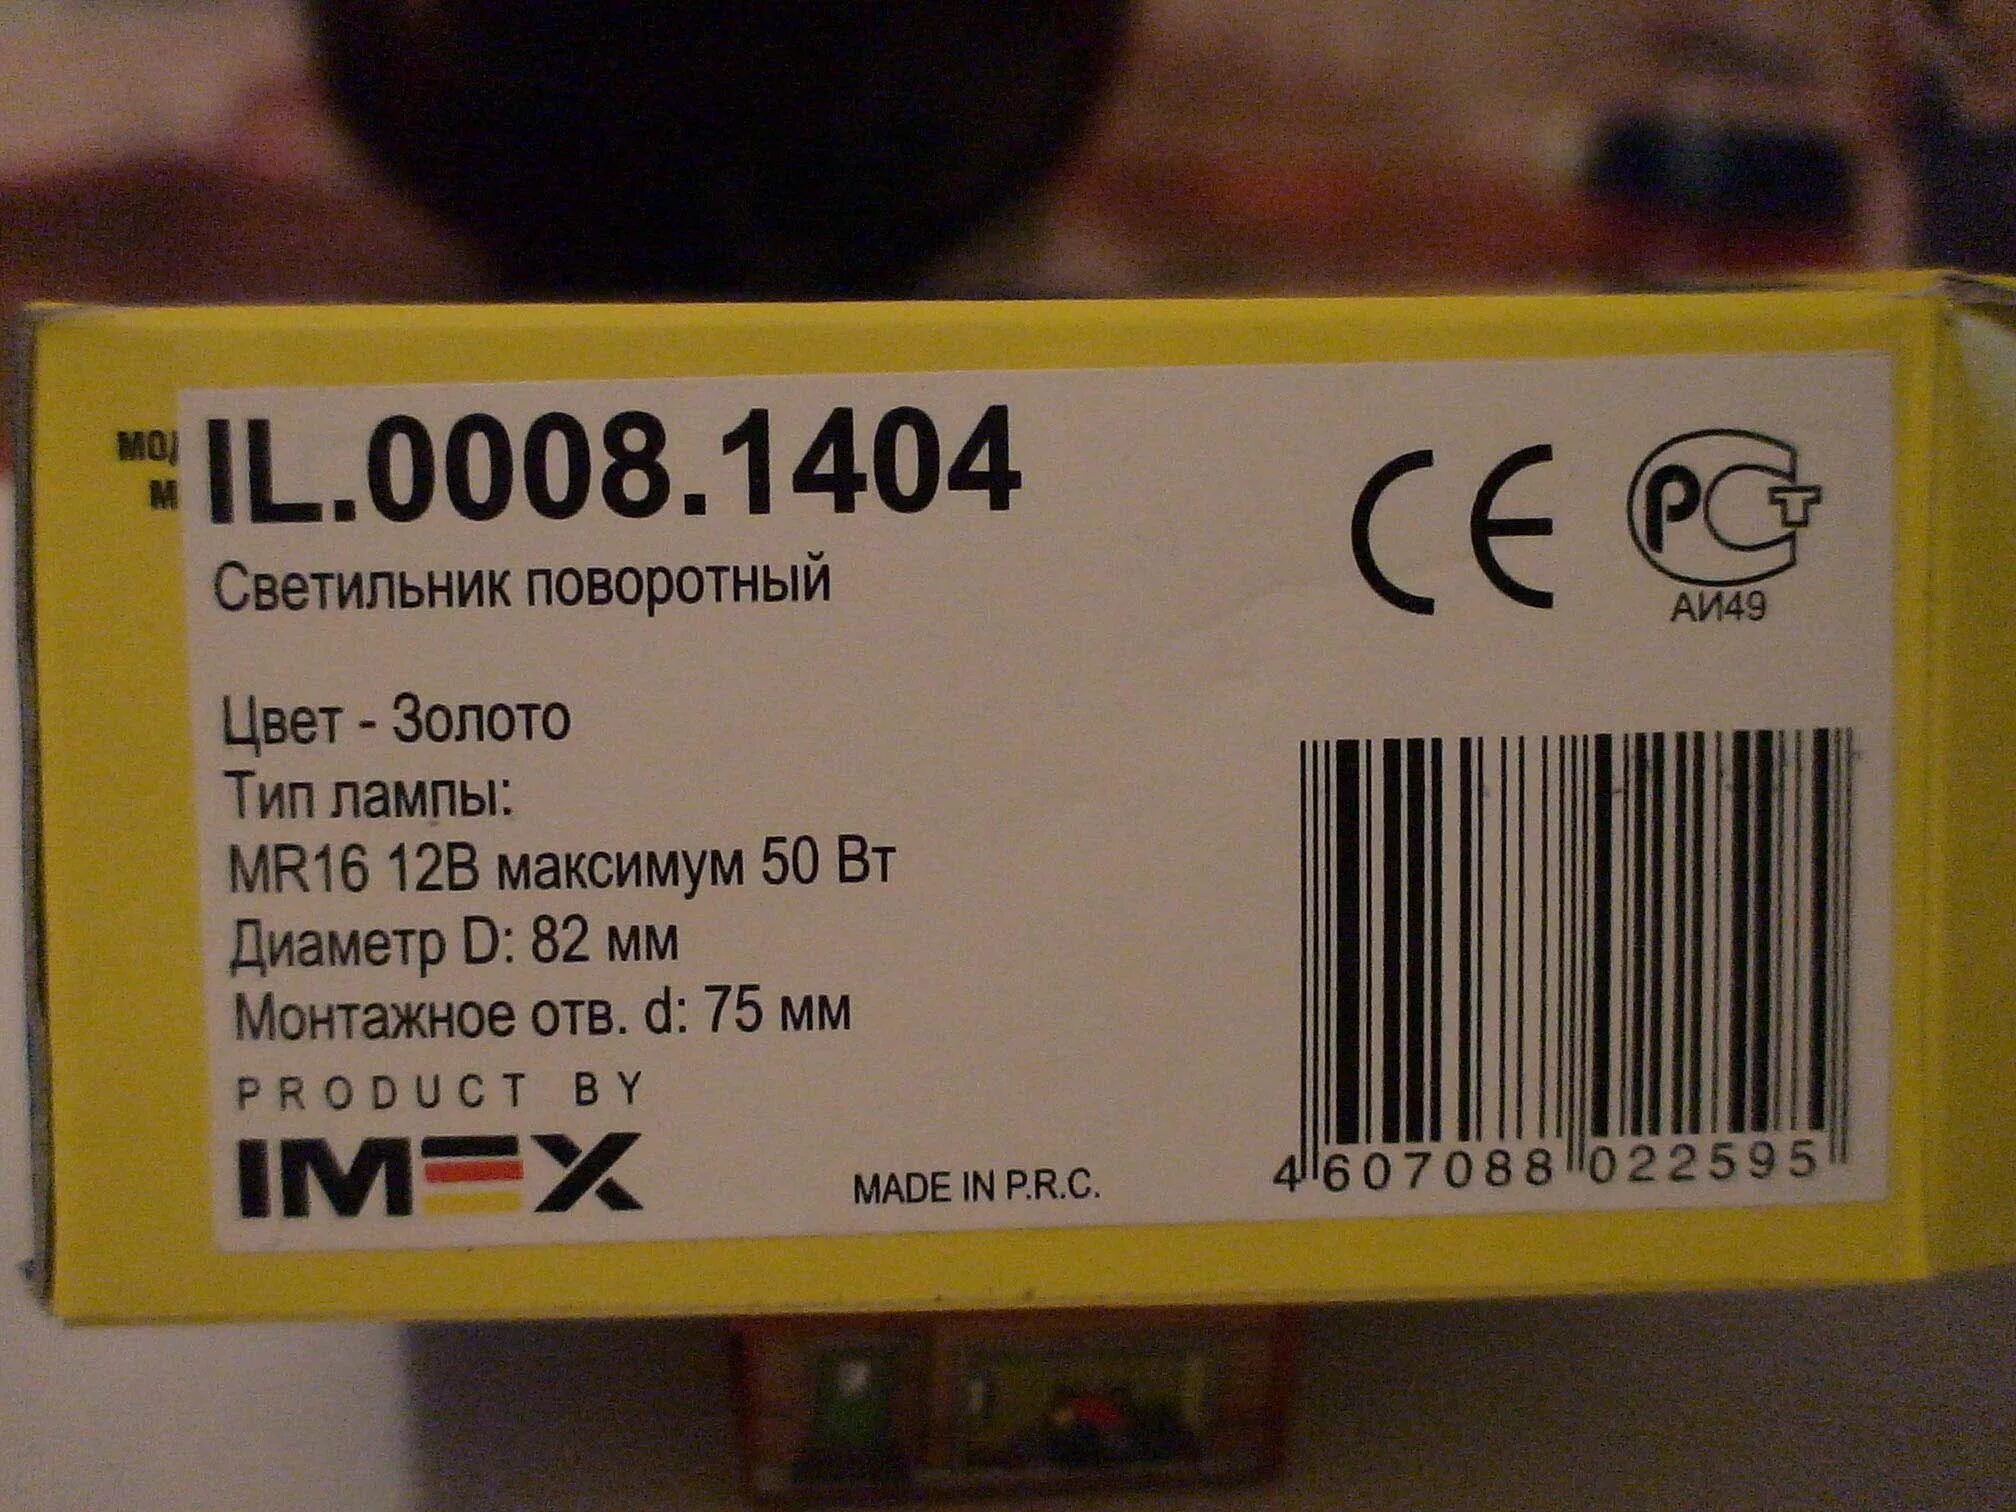 IL.0008.1404
Светильник поворотный
Цвет - Золото
Тип лампы:
MR16 12В максимум 50 Вт
Диаметр D: 82 мм
Монтажное отв. d: 75 мм
PRODUCT BY
IMEX
MADE IN P.R.C.
CE
РСТ
АИ49
4 607088 022595